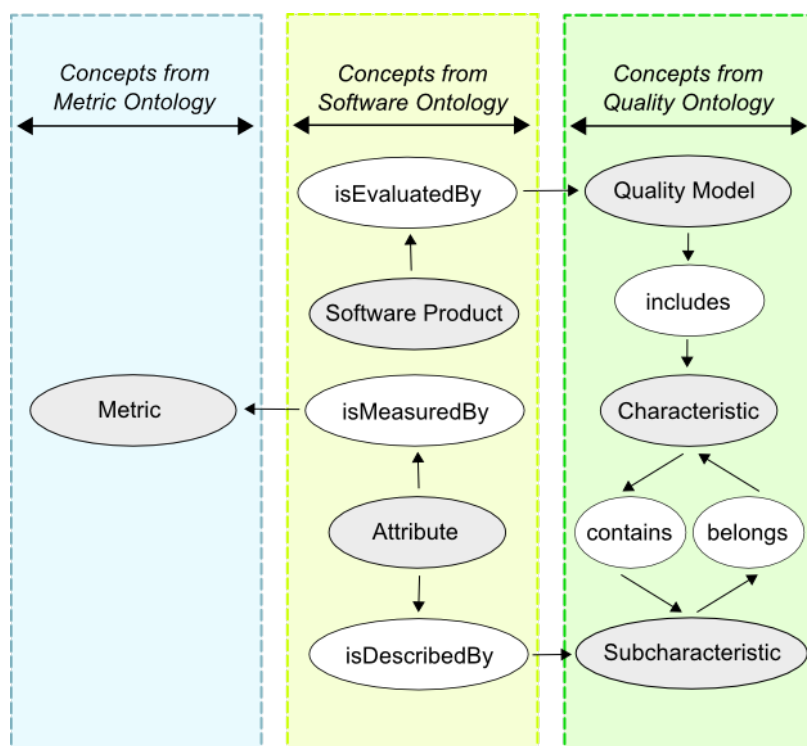 Concepts from
Metric Ontology
Concepts from
Software Ontology
Concepts from
Quality Ontology
isEvaluatedBy
Quality Model
Software Product
includes
Metric
isMeasuredBy
Characteristic
Attribute
contains
belongs
isDescribedBy
Subcharacteristic